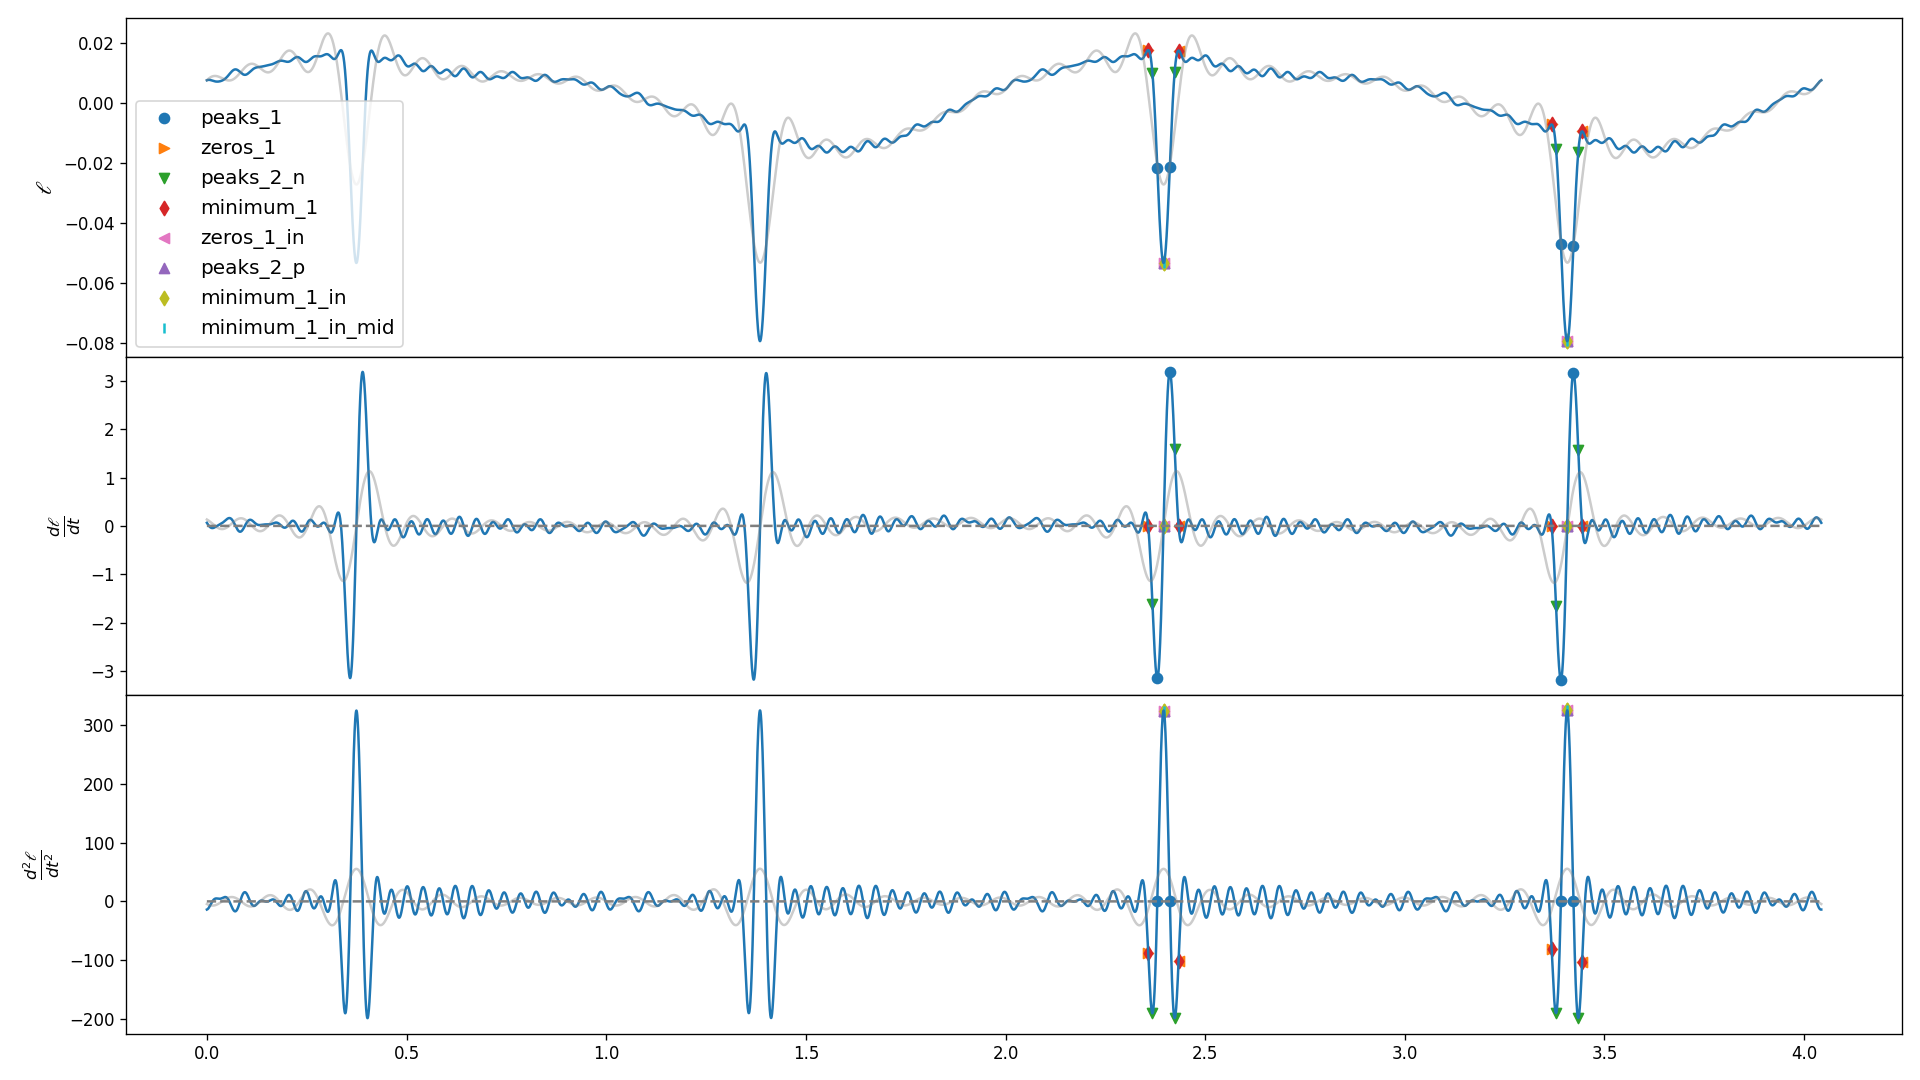 0.02
0.00
−0.02
−0.04
−0.06
−0.08
ℓ
peaks_1
zeros_1
peaks_2_n
minimum_1
zeros_1_in
peaks_2_p
minimum_1_in
minimum_1_in_mid
3
2
1
0
−1
−2
−3
dℓ
dt
300
200
100
0
−100
−200
d²ℓ
dt²
0.0 0.5 1.0 1.5 2.0 2.5 3.0 3.5 4.0